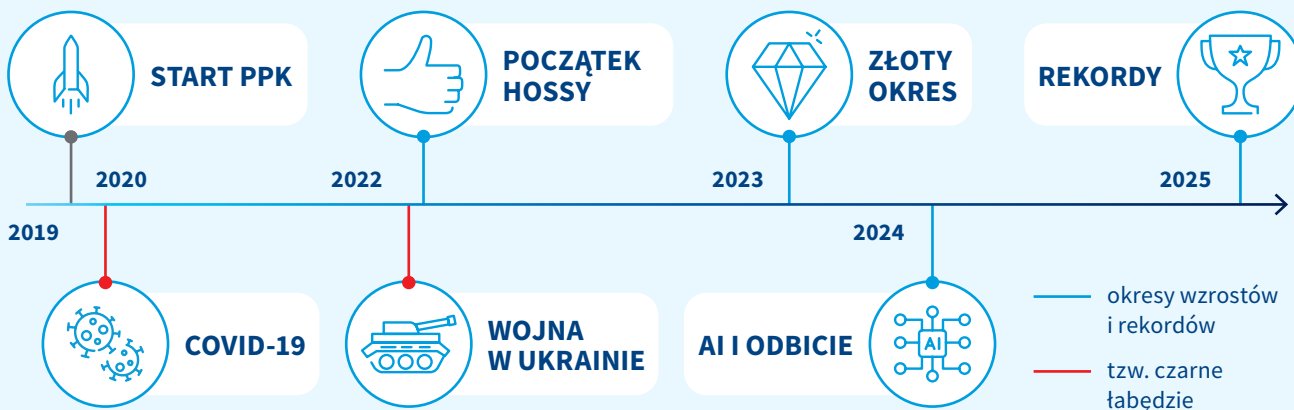 START PPK
POCZĄTEK
HOSSY
ZŁOTY
OKRES
REKORDY
2020
2022
2023
2025
2019
2024
COVID-19
WOJNA
W UKRAINIE
AI I ODBICIE
AI
okresy wzrostów
i rekordów
tzw. czarne
łabędzie